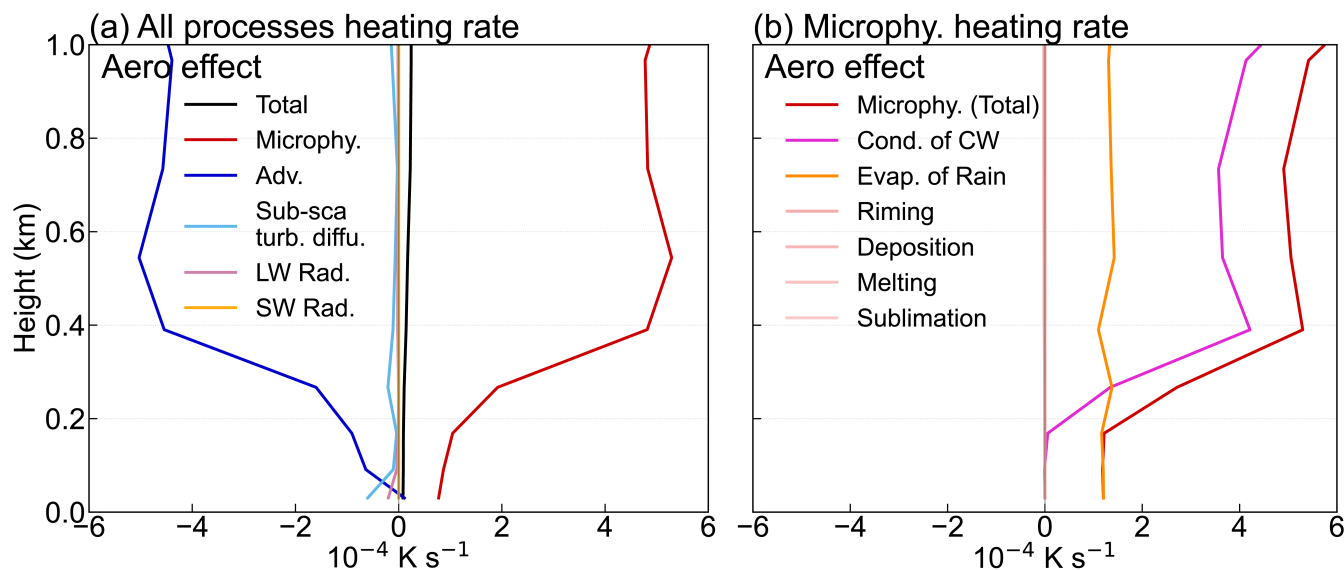 (a) All processes heating rate
Aero effect
Total
Microphy.
Adv.
Sub-sca
turb. diffu.
LW Rad.
SW Rad.
Height (km)
1.0
0.8
0.6
0.4
0.2
0.0
−6 −4 −2 0 2 4 6
10⁻⁴ K s⁻¹
(b) Microphy. heating rate
Aero effect
Microphy. (Total)
Cond. of CW
Evap. of Rain
Riming
Deposition
Melting
Sublimation
−6 −4 −2 0 2 4 6
10⁻⁴ K s⁻¹